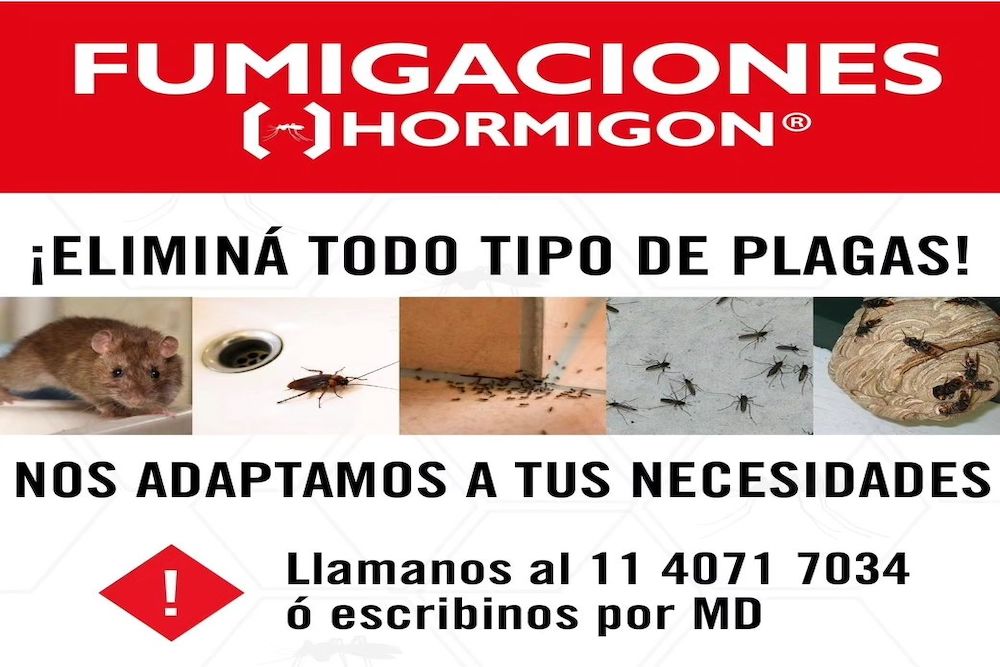 FUMIGACIONES
HORMIGON®
¡ELIMINÁ TODO TIPO DE PLAGAS!
NOS ADAPTAMOS A TUS NECESIDADES
!
Llamanos al 11 4071 7034
ó escribinos por MD